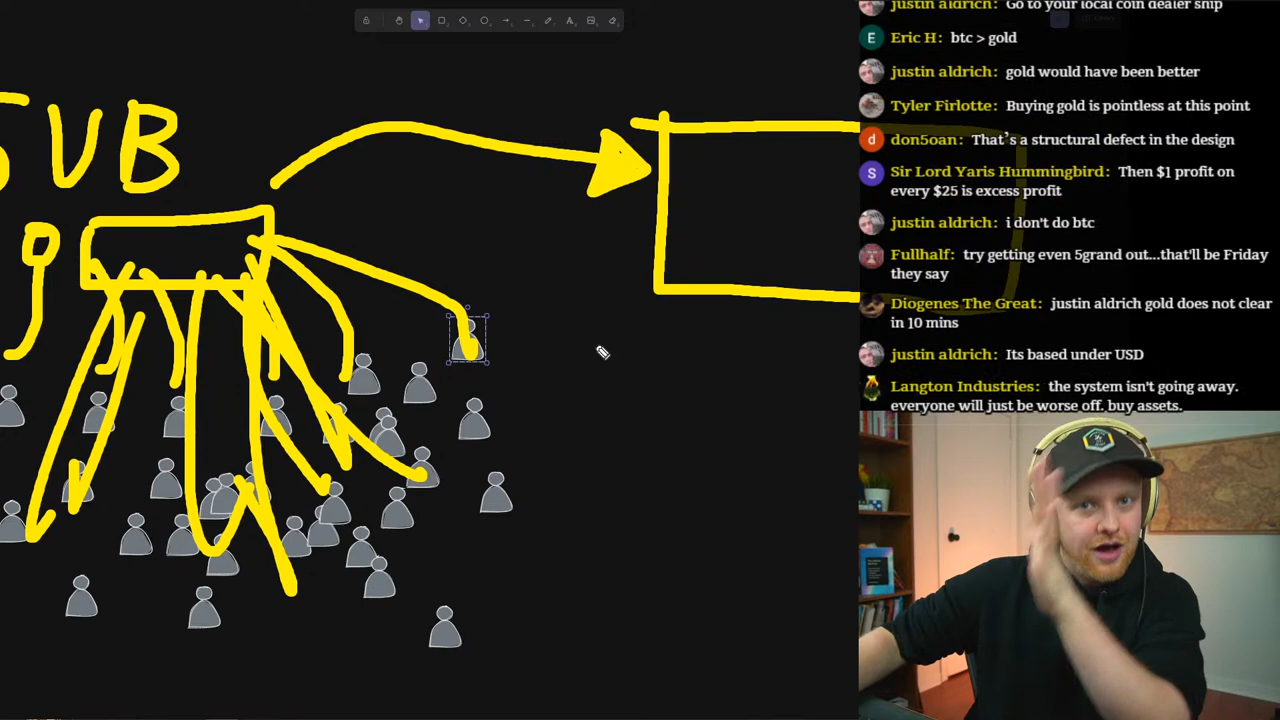 SUB
justin aldrich: Go to your local coin dealer ship
Eric H: btc > gold
justin aldrich: gold would have been better
Tyler Firlotte: Buying gold is pointless at this point
don5oan: That's a structural defect in the design
Sir Lord Yaris Hummingbird: Then $1 profit on
every $25 is excess profit
justin aldrich: i don't do btc
Fullhalf: try getting even 5grand out...that'll be Friday
they say
Diogenes The Great: justin aldrich gold does not clear
in 10 mins
justin aldrich: Its based under USD
Langton Industries: the system isn't going away.
everyone will just be worse off. buy assets.